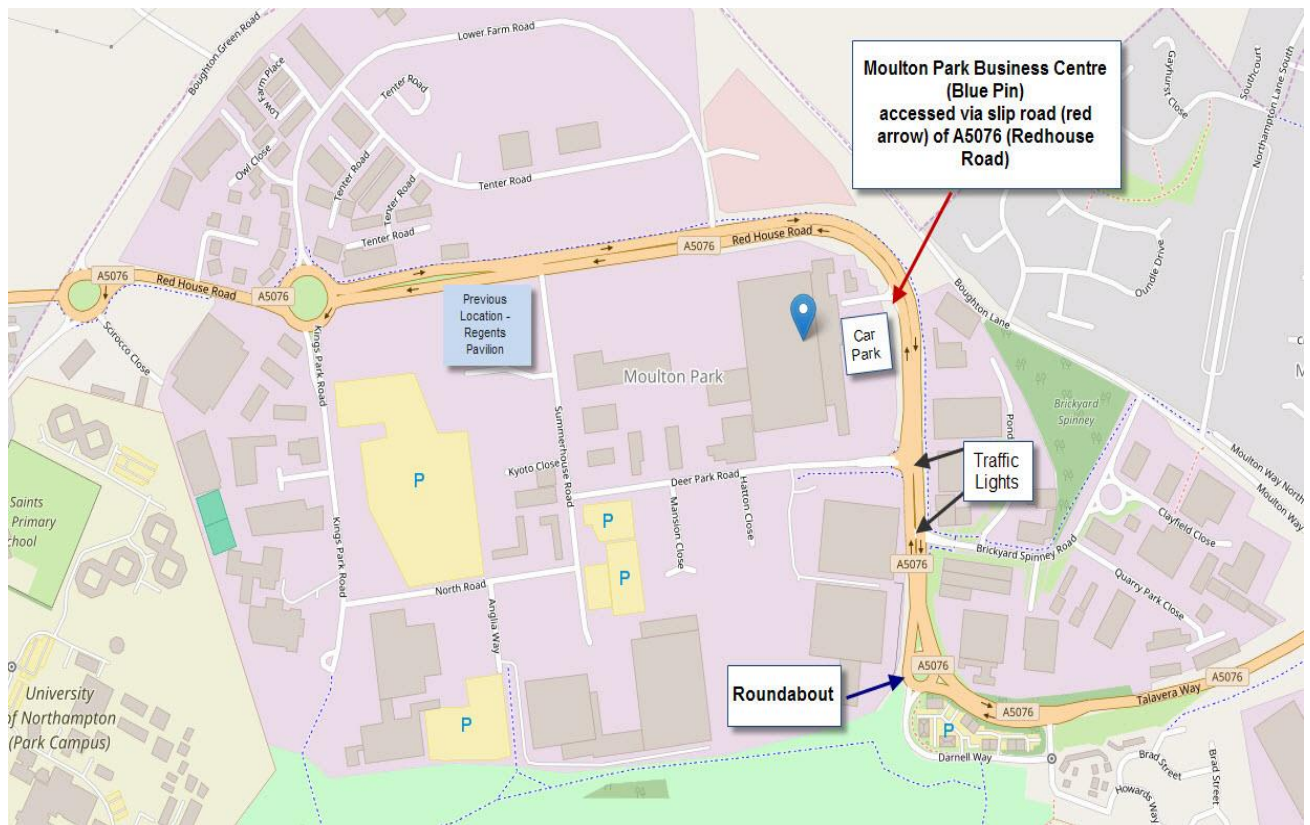 Boughton Green Road
Lower Farm Road
Low Farm Place
Tenter Road
Owl Close
Tenter Road
Tenter Road
Tenter Road
Tenter Road
Moulton Park Business Centre
(Blue Pin)
accessed via slip road (red
arrow) of A5076 (Redhouse
Road)
Gayhurst Close
Southcourt
Northampton Lane South
Oundle Drive
A5076
Red House Road
A5076
A5076
Red House Road
Boughton Lane
Previous
Location -
Regents
Pavilion
Car
Park
Scirocco Close
Kings Park Road
Moulton Park
Summerhouse Road
Brickyard
Spinney
Pond
Moulton Way North
Moulton Way
Traffic
Lights
Kyoto Close
Deer Park Road
Mansion Close
Hatton Close
P
P
P
Saints
Primary
chool
Kings Park Road
North Road
Anglia Way
A5076
Brickyard Spinney Road
Clayfield Close
Quarry Park Close
University
of Northampton
(Park Campus)
P
Roundabout
A5076
A5076
Talavera Way
A5076
P
Darnell Way
Brad Street
Brad Street
Howards Way